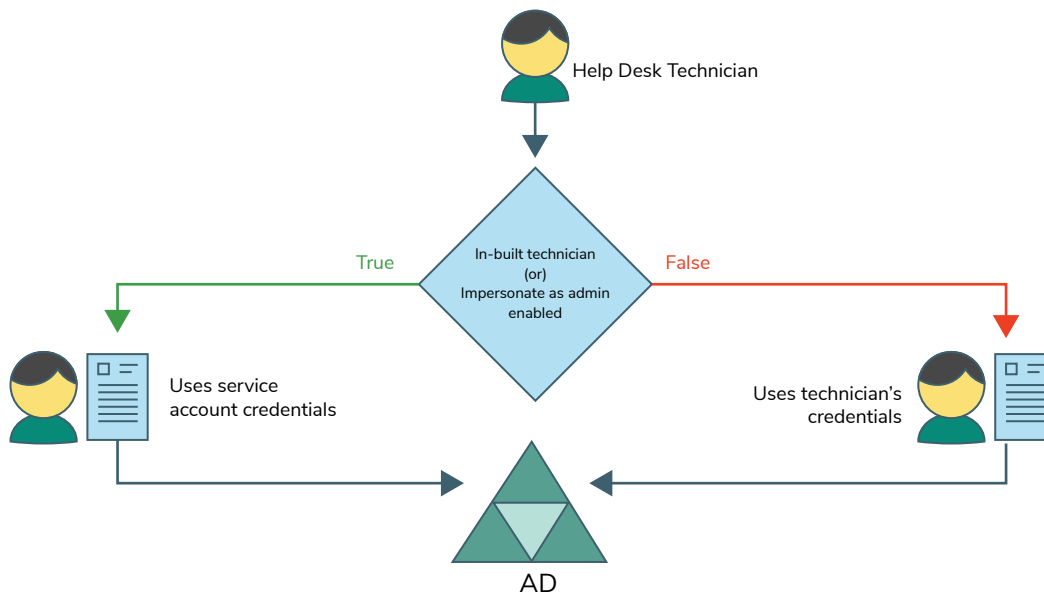 Help Desk Technician
True
In-built technician
(or)
Impersonate as admin
enabled
False
Uses service
account credentials
Uses technician's
credentials
AD